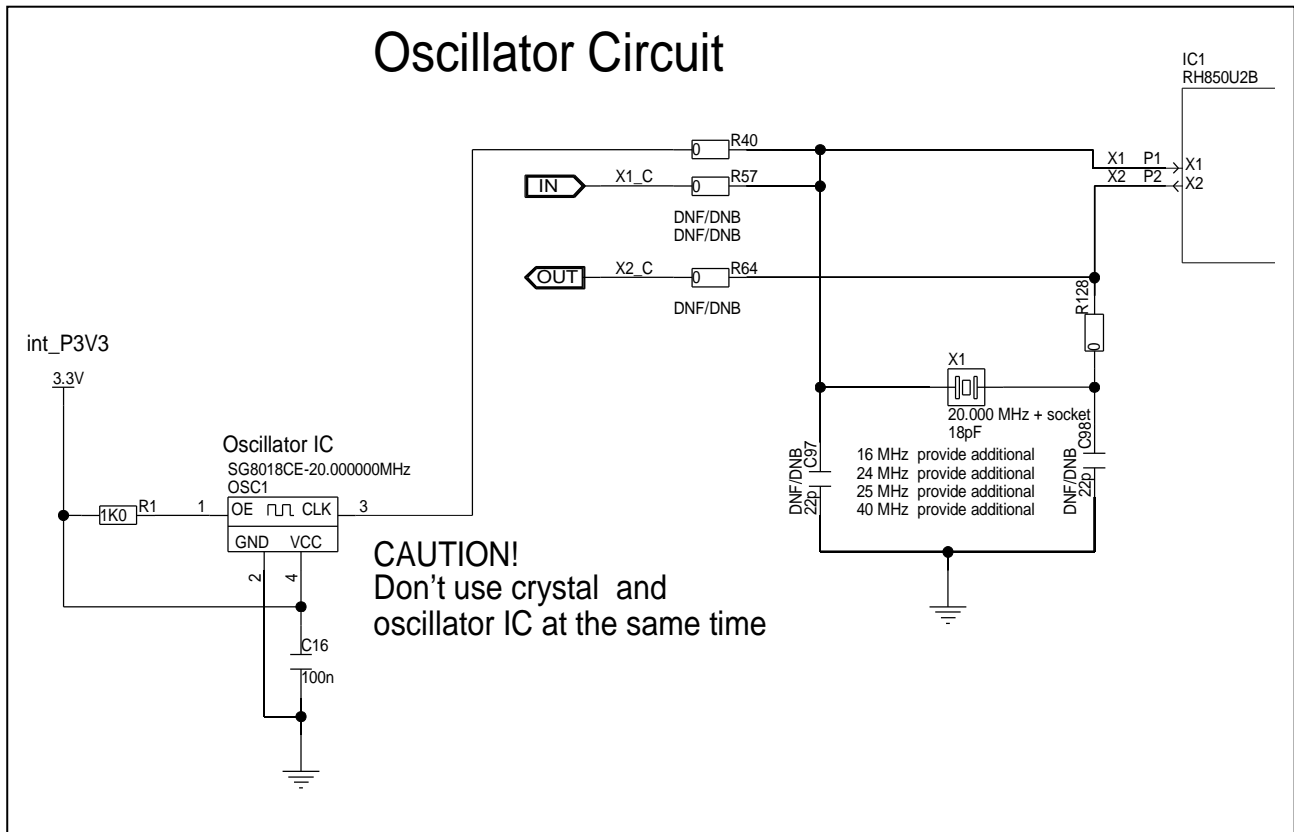 Oscillator Circuit
IC1
RH850U2B
0
R40
X1
P1
X1
IN
X1_C
0
R57
X2
P2
X2
DNF/DNB
DNF/DNB
OUT
X2_C
0
R64
DNF/DNB
R128
0
int_P3V3
3.3V
X1
20.000 MHz + socket
18pF
C97
DNF/DNB
22p
16 MHz provide additional
24 MHz provide additional
25 MHz provide additional
40 MHz provide additional
C98
DNF/DNB
22p
Oscillator IC
SG8018CE-20.000000MHz
OSC1
1K0
R1
1
OE
CLK
3
GND
VCC
2
4
CAUTION!
Don't use crystal and
oscillator IC at the same time
C16
100n